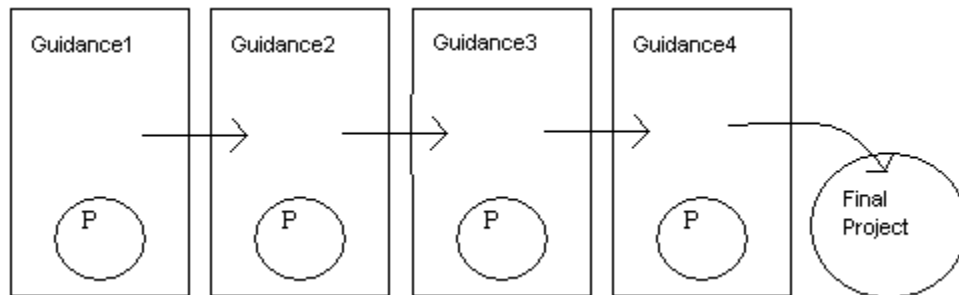 Guidance1
Guidance2
Guidance3
Guidance4
P
P
P
P
Final
Project